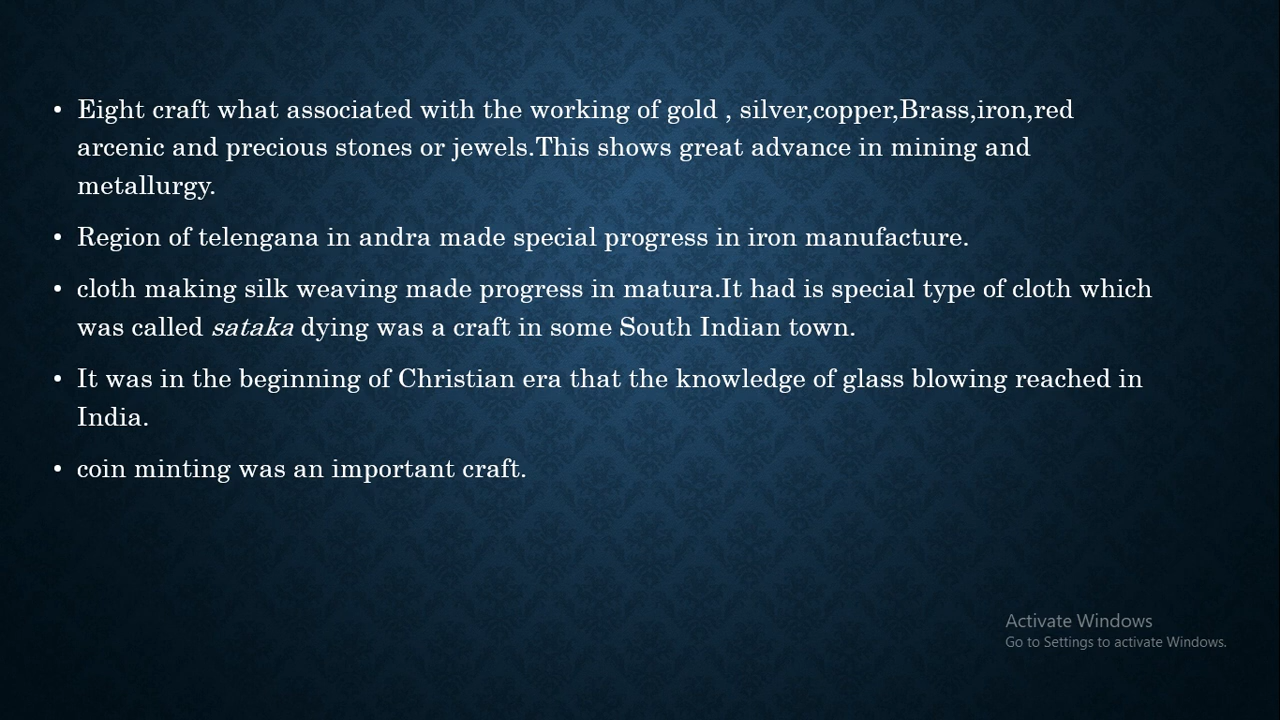 • Eight craft what associated with the working of gold , silver,copper,Brass,iron,red
arcenic and precious stones or jewels.This shows great advance in mining and
metallurgy.
• Region of telengana in andra made special progress in iron manufacture.
• cloth making silk weaving made progress in matura.It had is special type of cloth which
was called sataka dying was a craft in some South Indian town.
• It was in the beginning of Christian era that the knowledge of glass blowing reached in
India.
• coin minting was an important craft.
Activate Windows
Go to Settings to activate Windows.